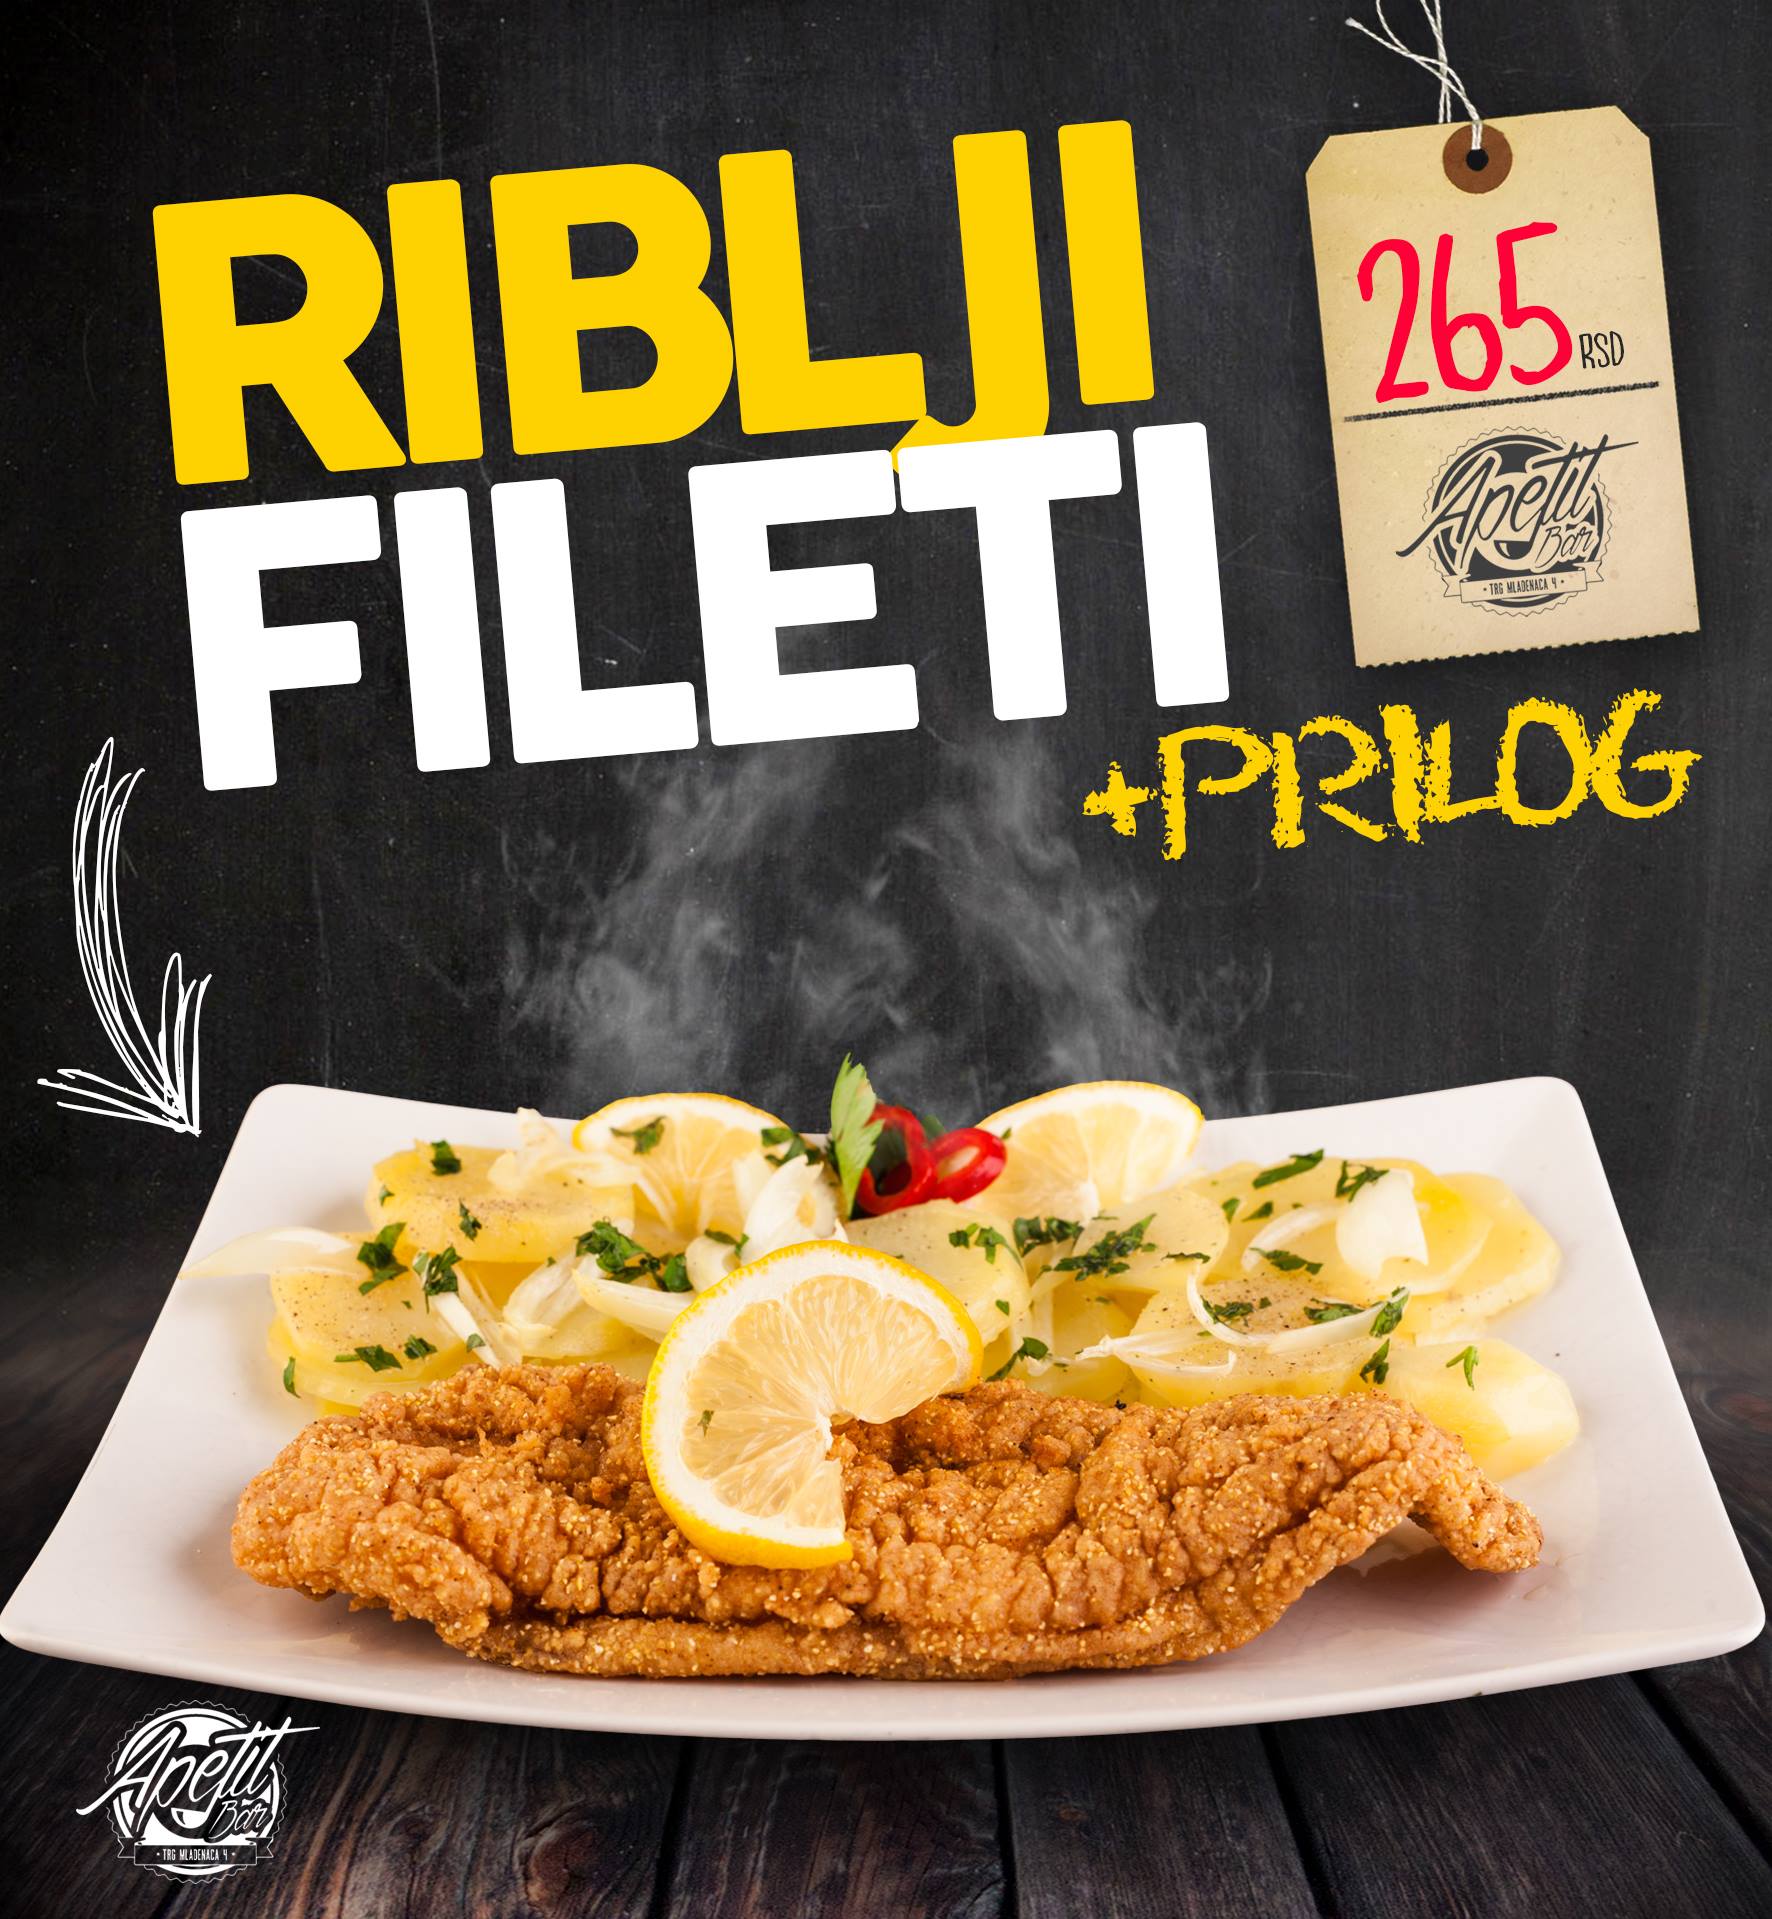 RIBLJI
FILETI
265 RSD
Apetit
Bar
• TRG MLADENACA 4 •
+PRILOG
Apetit
Bar
• TRG MLADENACA 4 •